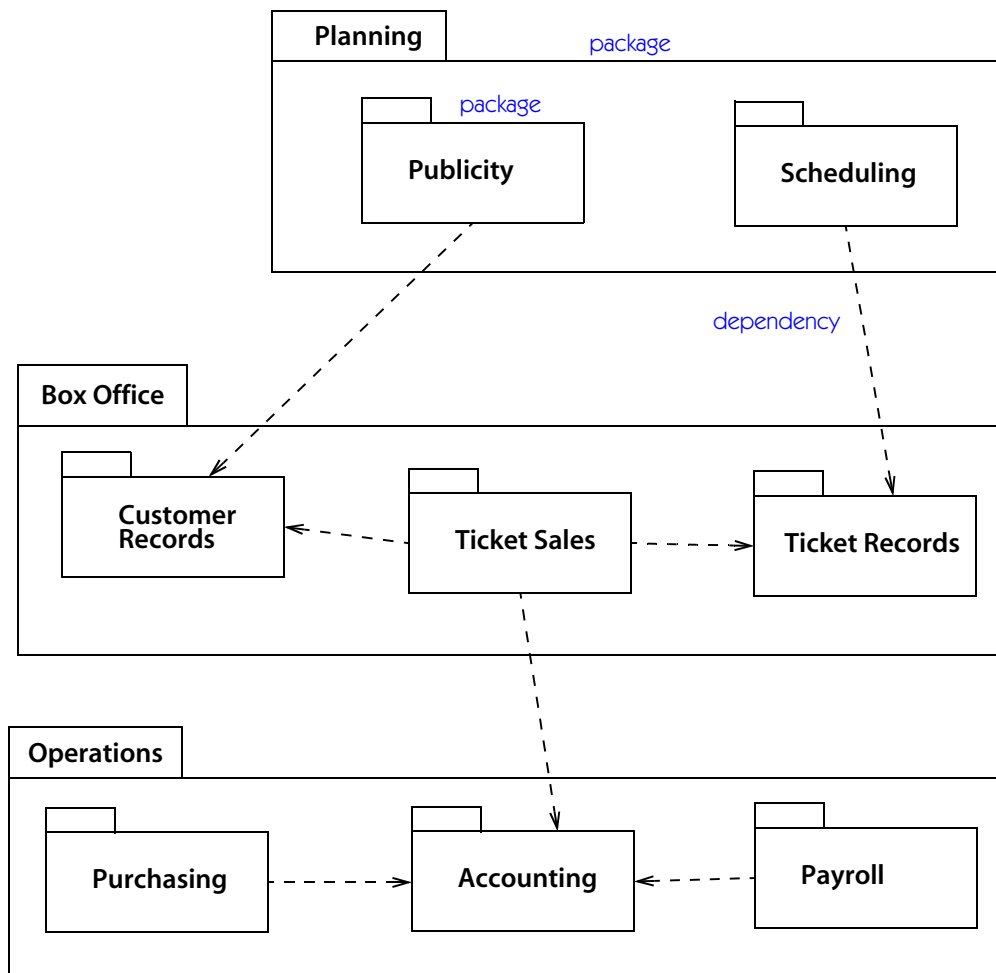 Planning
package
package
Publicity
Scheduling
dependency
Box Office
Customer
Records
Ticket Sales
Ticket Records
Operations
Purchasing
Accounting
Payroll